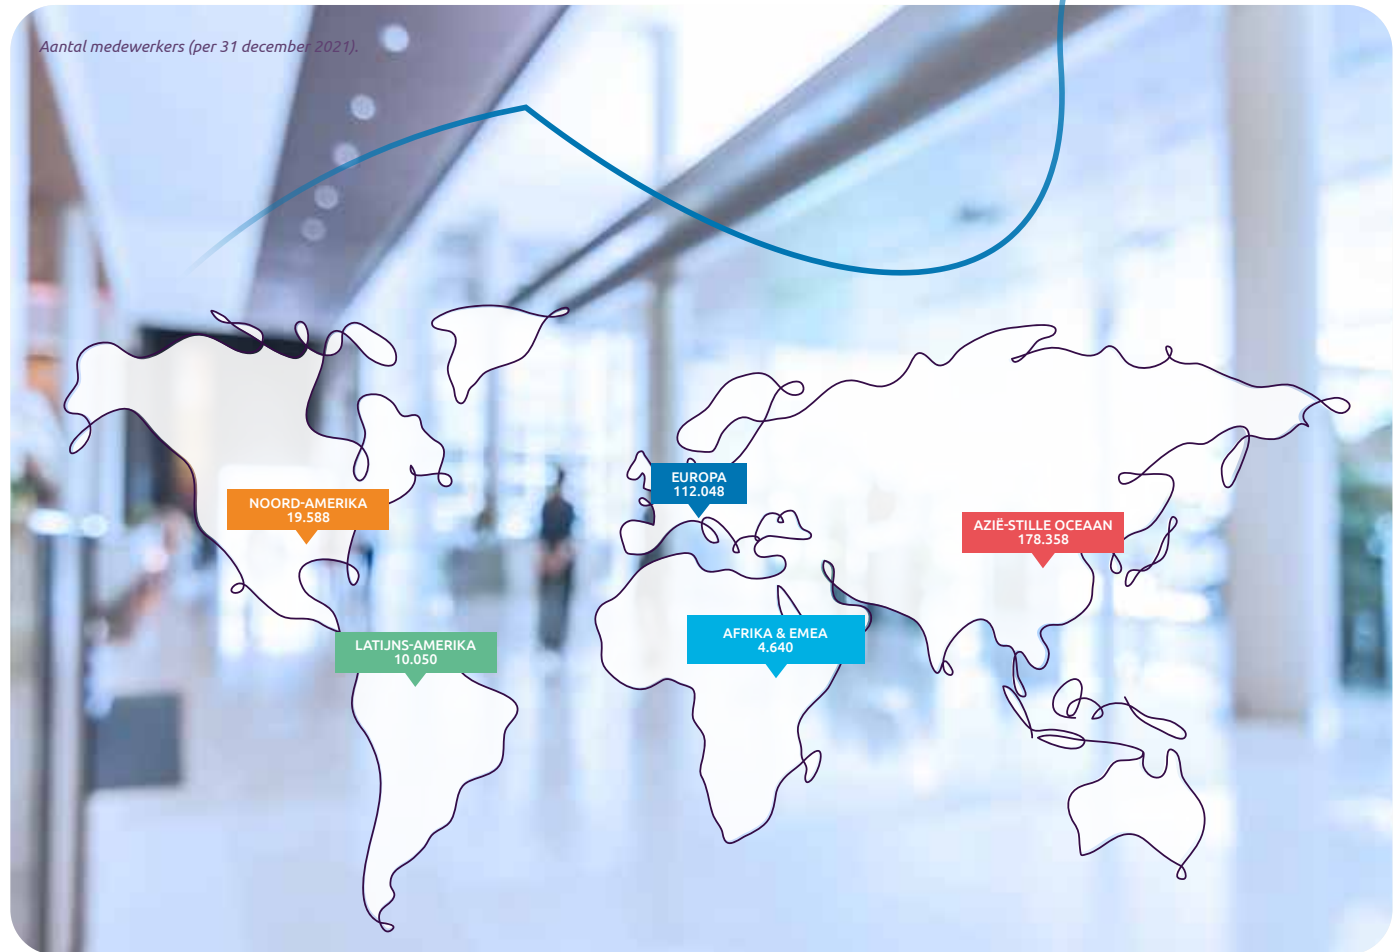 Aantal medewerkers (per 31 december 2021).
EUROPA
112.048
NOORD-AMERIKA
19.588
AZIË-STILLE OCEAAN
178.358
AFRIKA & EMEA
4.640
LATIJNS-AMERIKA
10.050